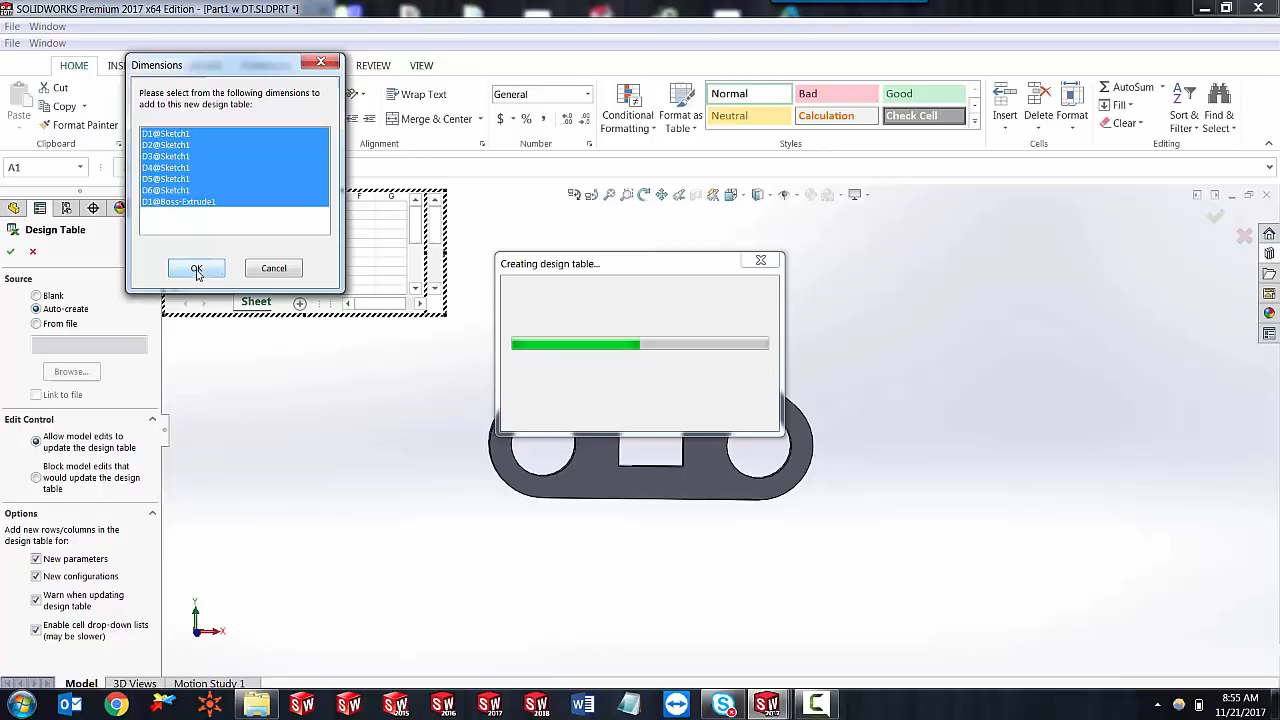 SOLIDWORKS Premium 2017 x64 Edition - [Part1 w DT.SLDPRT *]
File Window
File Window
HOME REVIEW VIEW
Dimensions
Please select from the following dimensions to
add to this new design table:
D1@Sketch1
D2@Sketch1
D3@Sketch1
D4@Sketch1
D5@Sketch1
D6@Sketch1
D1@Boss-Extrude1
OK Cancel
Paste
Cut
Copy
Format Painter
Clipboard
Wrap Text
Merge & Center
Alignment
General
$ %
Number
Conditional
Formatting
Format as
Table
Normal Bad Good
Neutral Calculation Check Cell
Styles
Insert Delete Format
Cells
AutoSum
Fill
Clear
Sort &
Filter
Find &
Select
Editing
A1
F G
Sheet
Design Table
Source
Blank
Auto-create
From file
Browse...
Link to file
Edit Control
Allow model edits to
update the design table
Block model edits that
would update the design
table
Options
Add new rows/columns in the
design table for:
New parameters
New configurations
Warn when updating
design table
Enable cell drop-down lists
(may be slower)
Creating design table...
Y
X
Model 3D Views Motion Study 1
2015 2016 2017 2018
8:55 AM
11/21/2017